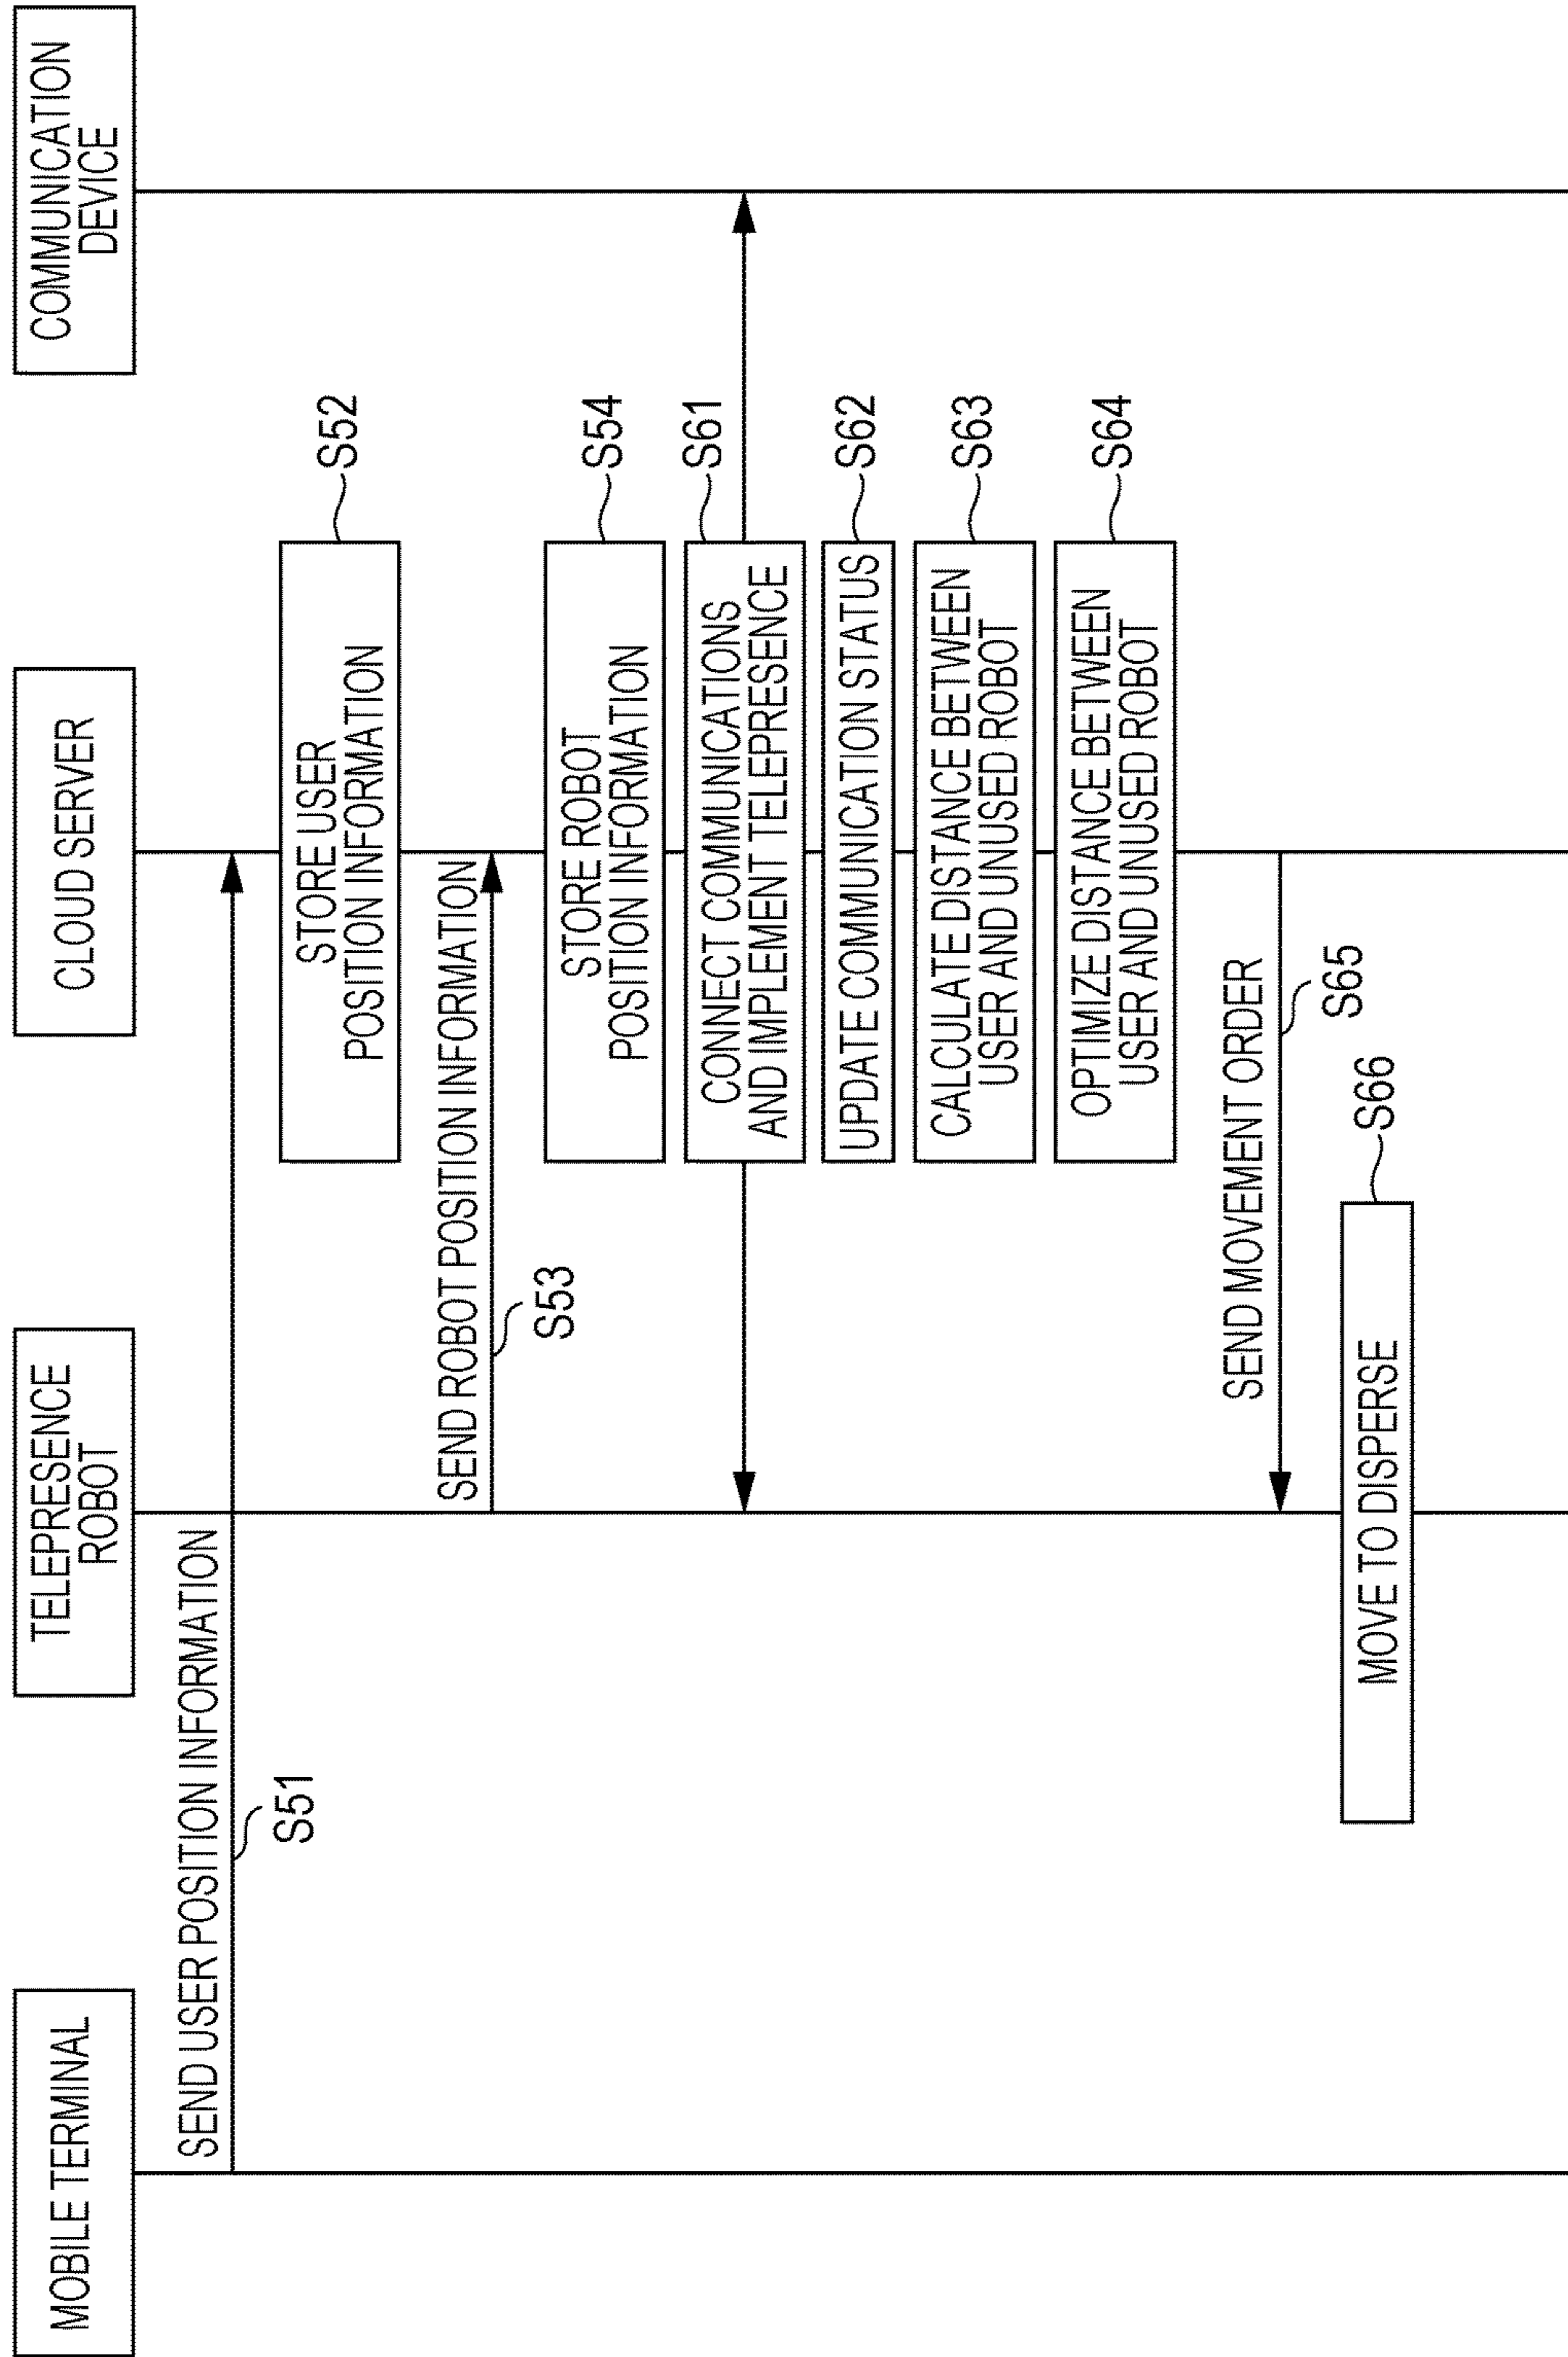 MOBILE TERMINAL
TELEPRESENCE
ROBOT
CLOUD SERVER
COMMUNICATION
DEVICE
SEND USER POSITION INFORMATION
S51
STORE USER
POSITION INFORMATION
S52
SEND ROBOT POSITION INFORMATION
S53
STORE ROBOT
POSITION INFORMATION
S54
CONNECT COMMUNICATIONS
AND IMPLEMENT TELEPRESENCE
S61
UPDATE COMMUNICATION STATUS
S62
CALCULATE DISTANCE BETWEEN
USER AND UNUSED ROBOT
S63
OPTIMIZE DISTANCE BETWEEN
USER AND UNUSED ROBOT
S64
SEND MOVEMENT ORDER
S65
MOVE TO DISPERSE
S66